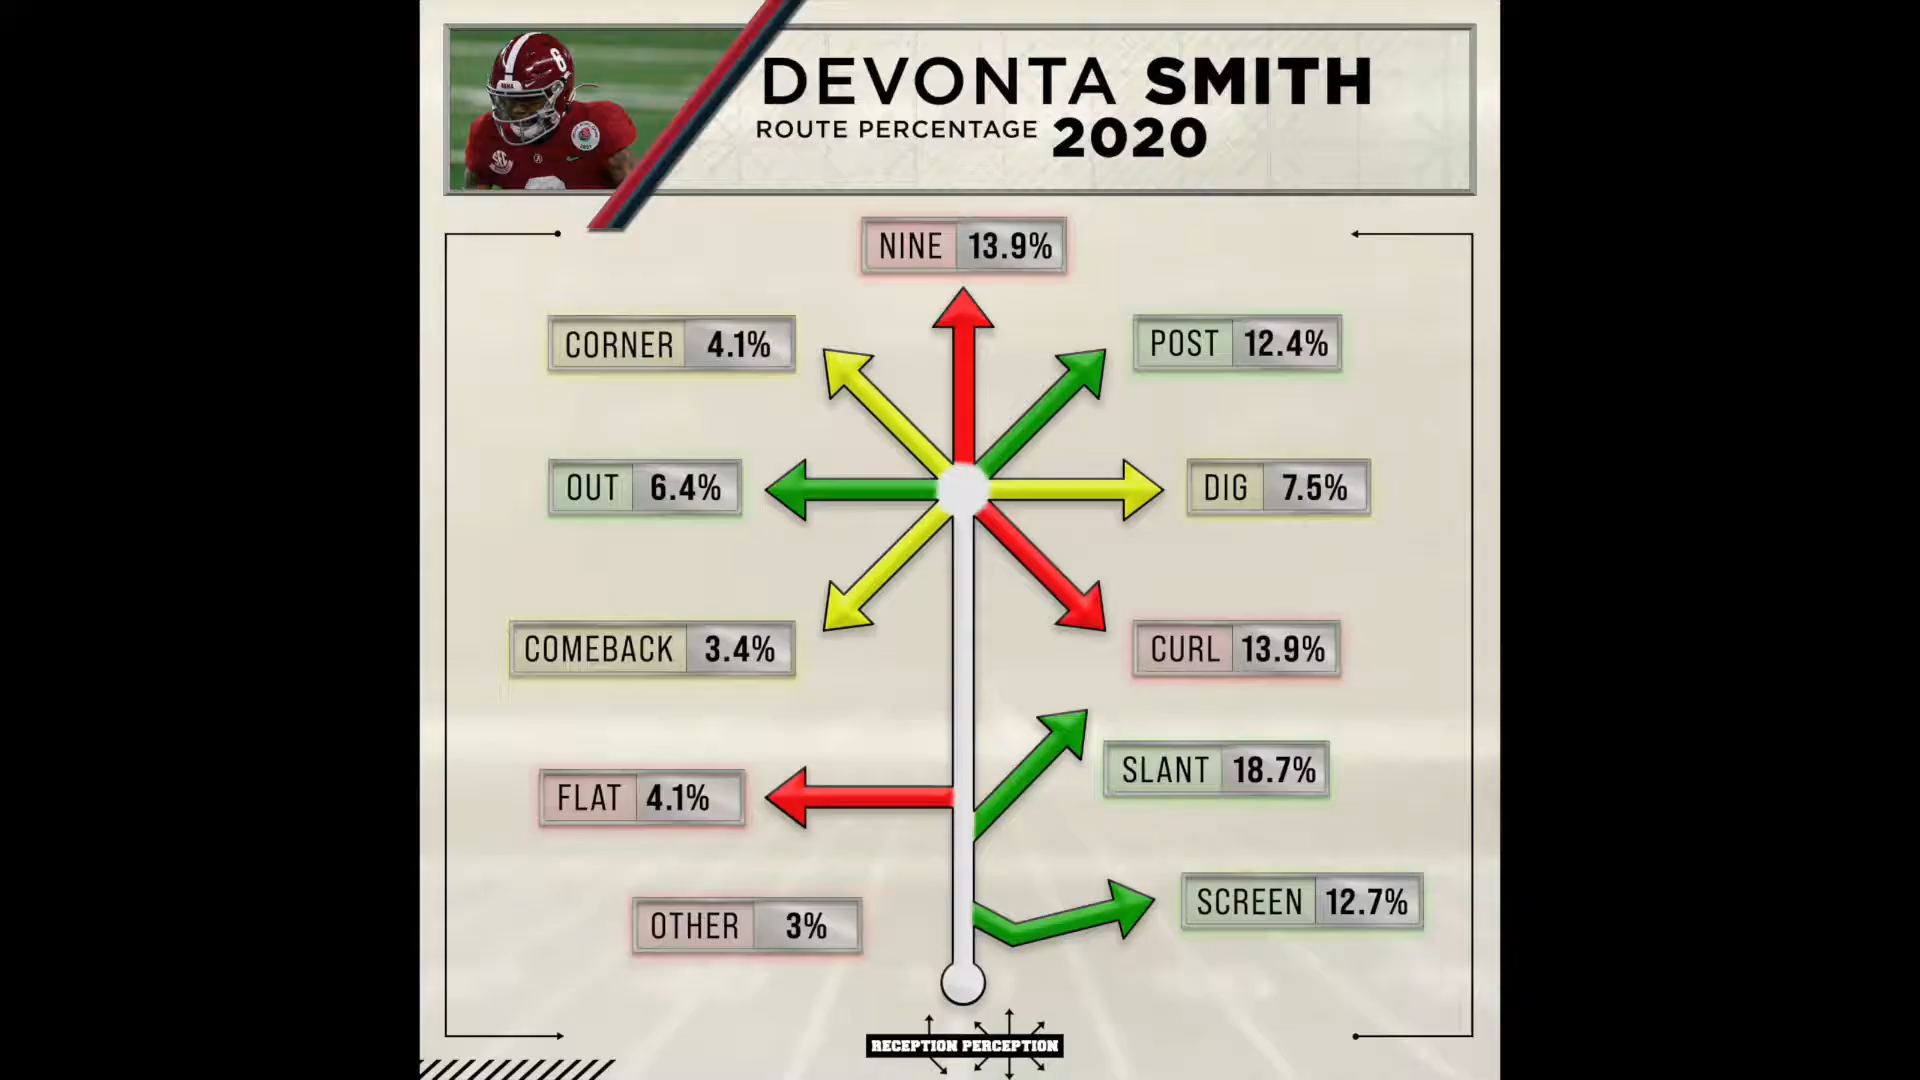 DEVONTA SMITH
ROUTE PERCENTAGE 2020
NINE 13.9%
CORNER 4.1%
POST 12.4%
OUT 6.4%
DIG 7.5%
COMEBACK 3.4%
CURL 13.9%
SLANT 18.7%
FLAT 4.1%
SCREEN 12.7%
OTHER 3%
RECEPTION PERCEPTION
6
SEC